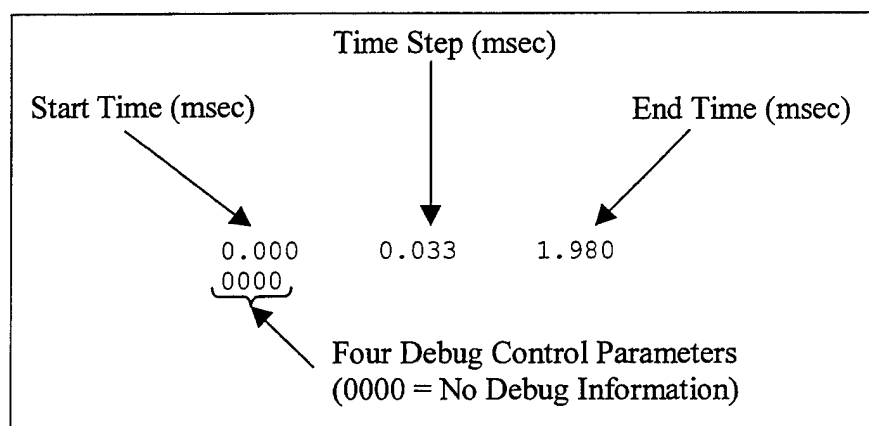 Time Step (msec)
Start Time (msec)
End Time (msec)
0.000 0.033 1.980
0000
Four Debug Control Parameters
(0000 = No Debug Information)